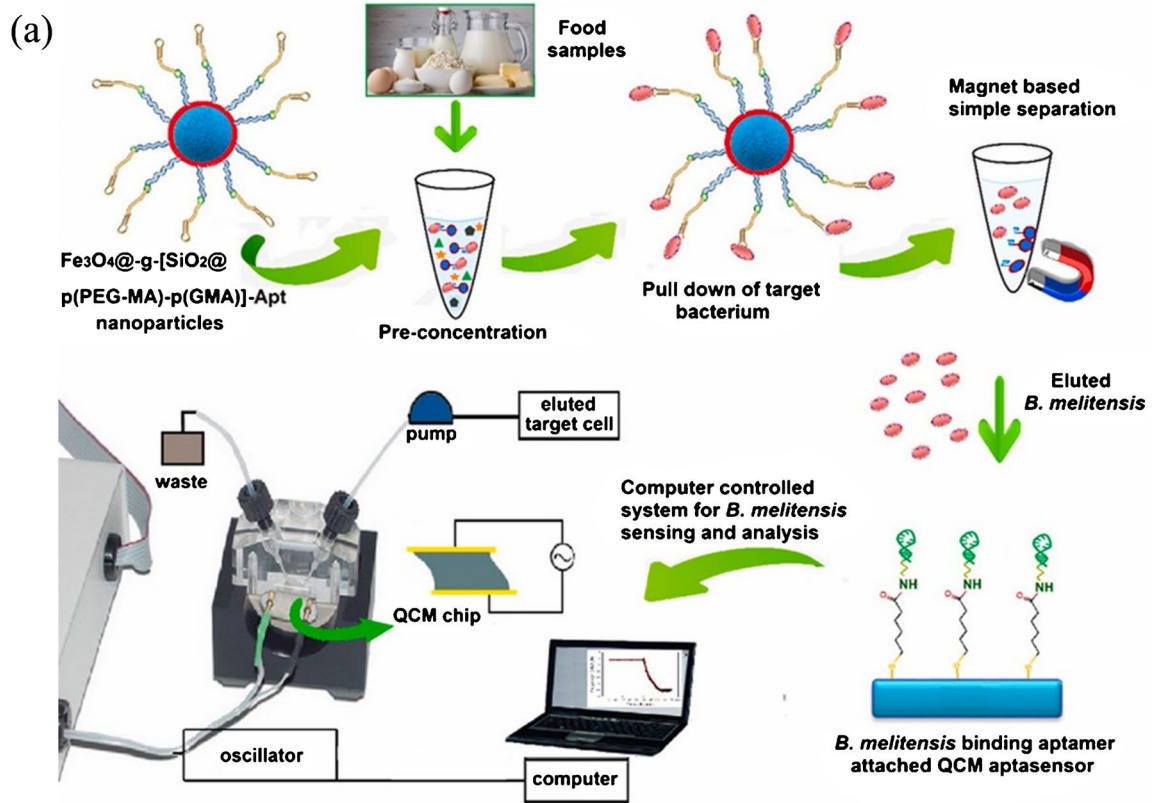 (a)
Food
samples
Magnet based
simple separation
Fe3O4@-g-[SiO2@
p(PEG-MA)-p(GMA)]-Apt
nanoparticles
Pre-concentration
Pull down of target
bacterium
Eluted
B. melitensis
waste
pump
eluted
target cell
Computer controlled
system for B. melitensis
sensing and analysis
QCM chip
NH
NH
NH
O
O
O
S
S
S
oscillator
computer
B. melitensis binding aptamer
attached QCM aptasensor